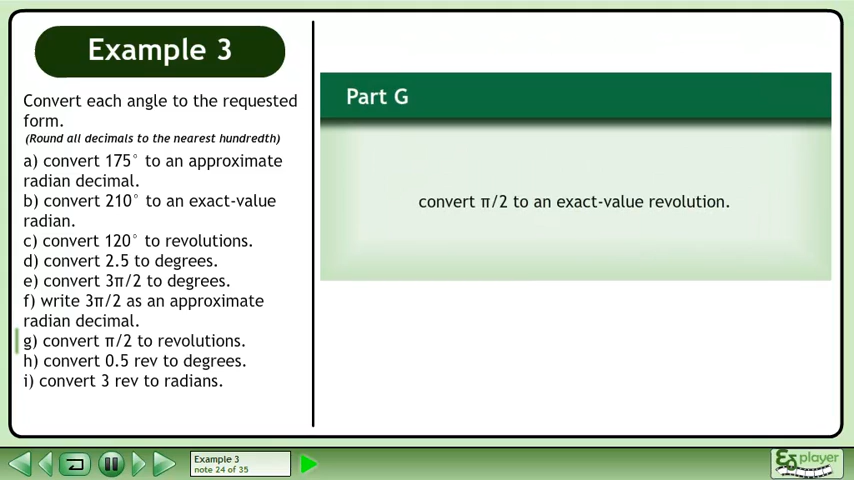 Example 3
Convert each angle to the requested
form.
(Round all decimals to the nearest hundredth)
a) convert 175° to an approximate
radian decimal.
b) convert 210° to an exact-value
radian.
c) convert 120° to revolutions.
d) convert 2.5 to degrees.
e) convert 3π/2 to degrees.
f) write 3π/2 as an approximate
radian decimal.
g) convert π/2 to revolutions.
h) convert 0.5 rev to degrees.
i) convert 3 rev to radians.
Part G
convert π/2 to an exact-value revolution.
Example 3
note 24 of 35
player